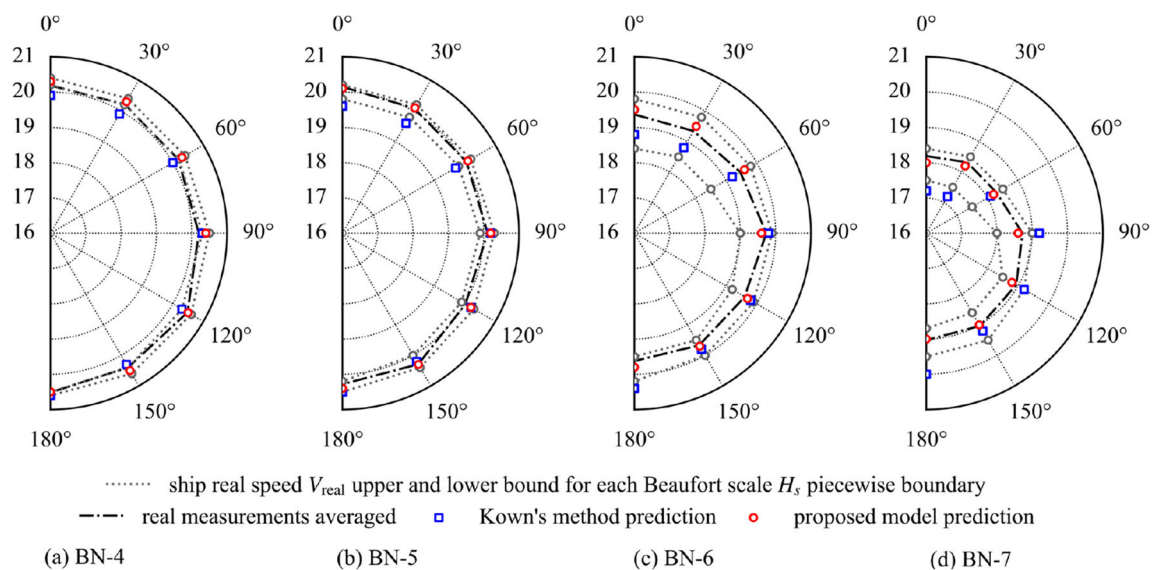 0° 0° 0° 0°
21 30° 21 30° 21 30° 21 30°
20 20 20 20
19 60° 19 60° 19 60° 19 60°
18 18 18 18
17 17 17 17
16 90° 16 90° 16 90° 16 90°
120° 120° 120° 120°
150° 150° 150° 150°
180° 180° 180° 180°
ship real speed Vreal upper and lower bound for each Beaufort scale Hs piecewise boundary
real measurements averaged Kown's method prediction proposed model prediction
(a) BN-4 (b) BN-5 (c) BN-6 (d) BN-7